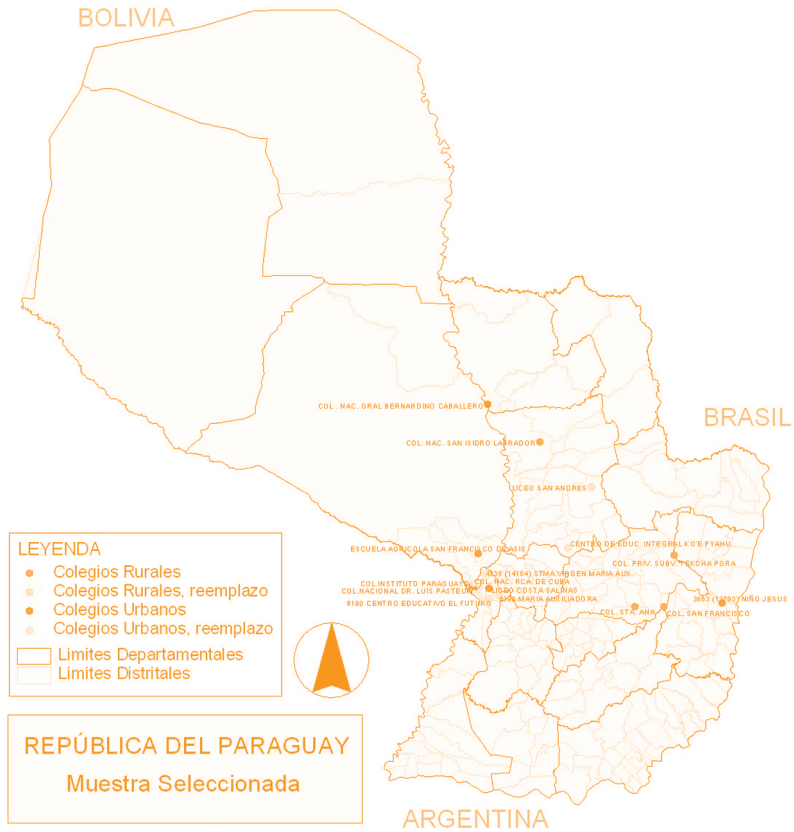 BOLIVIA
BRASIL
COL. NAC. GRAL BERNARDINO CABALLERO
COL. NAC. SAN ISIDRO LABRADOR
LICEO SAN ANDRES
CENTRO DE EDUC. INTEGRAL KO'E PYAHU
ESCUELA AGRICOLA SAN FRANCISCO DE ASIS
COL. PRIV. SUBV. TEKOHA PORA
(14184) STMA. VIRGEN MARIA AUX.
COL. INSTITUTO PARAGUAYO
COL. NAC. RCA. DE CUBA
COL.NACIONAL DR. LUIS PASTEUR
LICEO COSTA SALINAS
MARIA AUXILIADORA
6190 CENTRO EDUCATIVO EL FUTURO
NIÑO JESUS
COL. STA. ANA
COL. SAN FRANCISCO
LEYENDA
Colegios Rurales
Colegios Rurales, reemplazo
Colegios Urbanos
Colegios Urbanos, reemplazo
Limites Departamentales
Limites Distritales
REPÚBLICA DEL PARAGUAY
Muestra Seleccionada
ARGENTINA